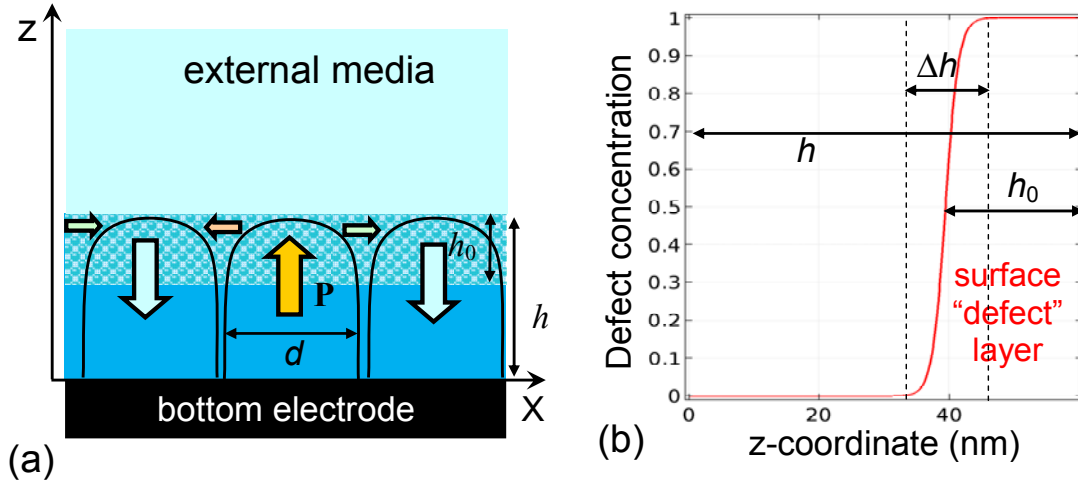 Z
external media
h₀
P
h
d
bottom electrode
X
(a)
Defect concentration
1
0.9
0.8
0.7
0.6
0.5
0.4
0.3
0.2
0.1
0
Δh
h
h₀
surface
“defect”
layer
0
20
40
z-coordinate (nm)
(b)